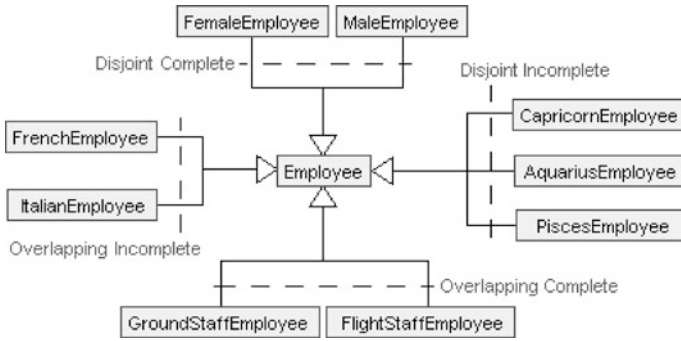 FemaleEmployee
MaleEmployee
Disjoint Complete
Disjoint Incomplete
FrenchEmployee
CapricornEmployee
Employee
AquariusEmployee
ItalianEmployee
PiscesEmployee
Overlapping Incomplete
Overlapping Complete
GroundStaffEmployee
FlightStaffEmployee